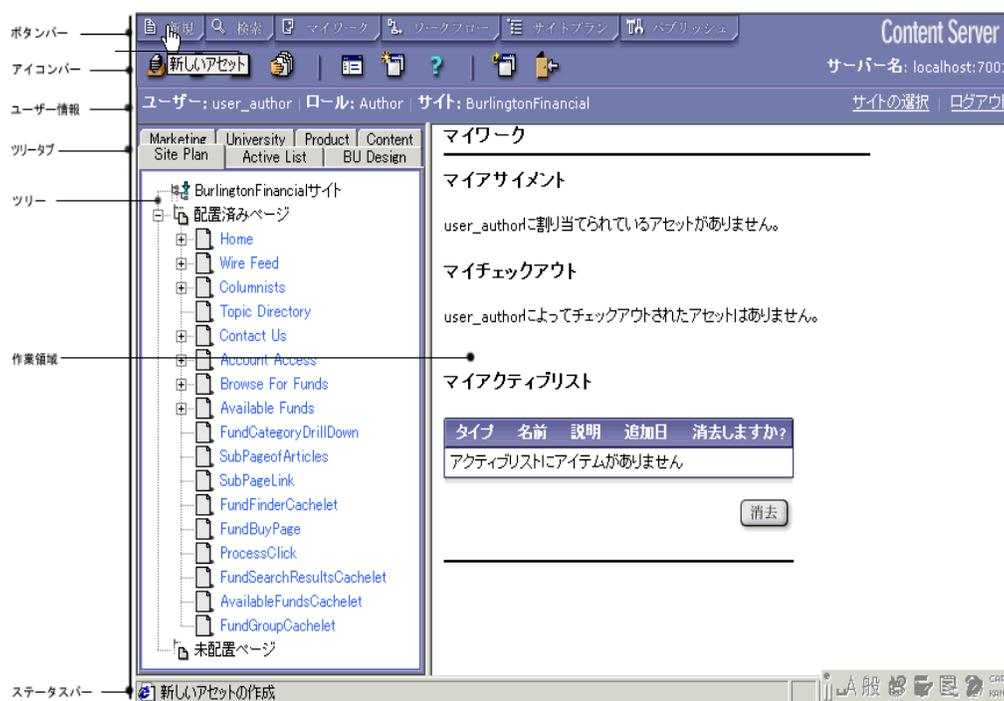 ボタンバー
新規 検索 マイワーク ワークフロー サイトプラン パブリッシュ
Content Server
アイコンバー
新しいアセット
サーバー名: localhost:7001
ユーザー情報
ユーザー: user_author | ロール: Author | サイト: BurlingtonFinancial
サイトの選択 | ログアウト
ツリータブ
Marketing University Product Content
Site Plan Active List BU Design
ツリー
BurlingtonFinancialサイト
配置済みページ
Home
Wire Feed
Columnists
Topic Directory
Contact Us
作業領域
Account Access
Browse For Funds
Available Funds
FundCategoryDrillDown
SubPageofArticles
SubPageLink
FundFinderCachelet
FundBuyPage
ProcessClick
FundSearchResultsCachelet
AvailableFundsCachelet
FundGroupCachelet
未配置ページ
マイワーク
マイアサイメント
user_authorに割り当てられているアセットがありません。
マイチェックアウト
user_authorによってチェックアウトされたアセットはありません。
マイアクティブリスト
タイプ 名前 説明 追加日 消去しますか?
アクティブリストにアイテムがありません
消去
ステータスバー
新しいアセットの作成
A 般